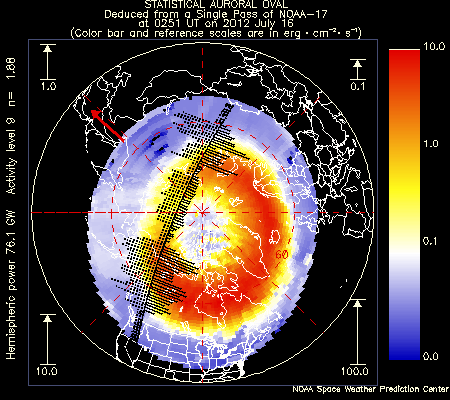 STATISTICAL AURORAL OVAL
Deduced from a Single Pass of NOAA-17
at 0251 UT on 2012 July 16
(Color bar and reference scales are in erg · cm⁻² · s⁻¹)
Hemispheric power 76.1 GW Activity level 9 n= 1.88
1.0
0.1
10.0
100.0
60
10.0
1.0
0.1
0.0
NOAA Space Weather Prediction Center